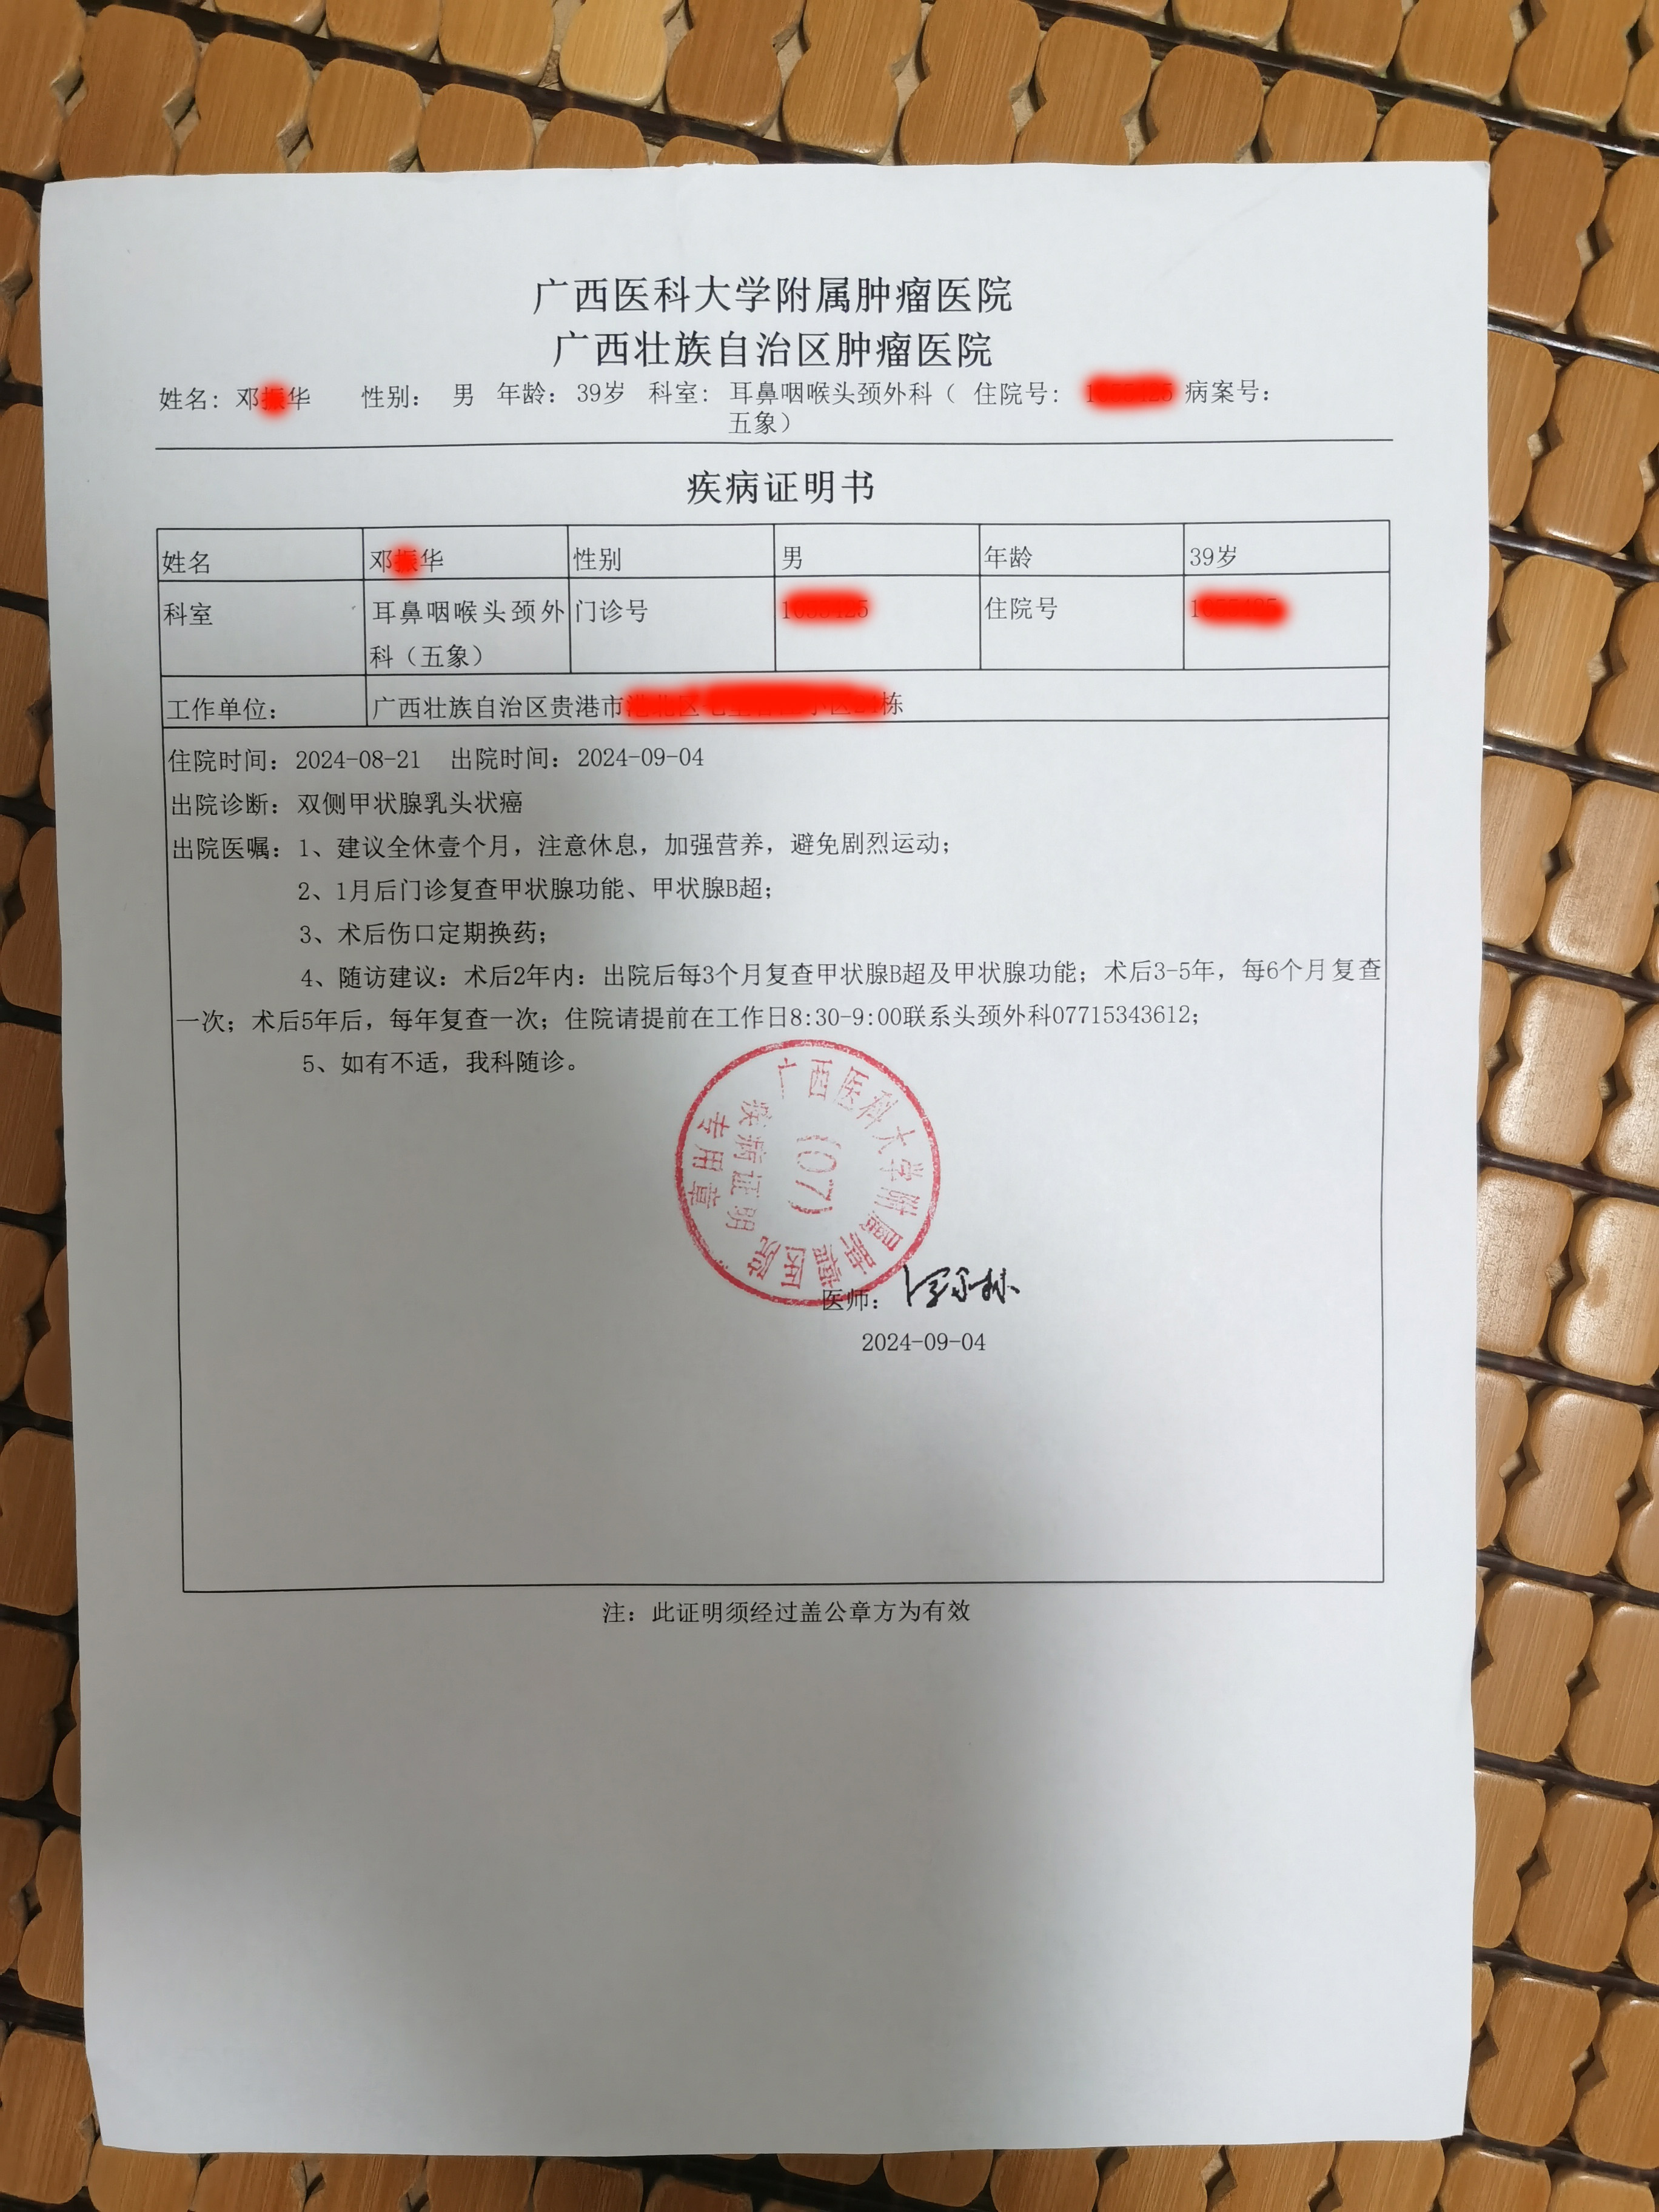 广西医科大学附属肿瘤医院
广西壮族自治区肿瘤医院
姓名: 邓 华 性别: 男 年龄: 39岁 科室: 耳鼻咽喉头颈外科（ 住院号: 病案号:
五象）
疾病证明书
姓名 邓 华 性别 男 年龄 39岁
科室 耳鼻咽喉头颈外 门诊号 住院号
科（五象）
工作单位: 广西壮族自治区贵港市 栋
住院时间: 2024-08-21 出院时间: 2024-09-04
出院诊断: 双侧甲状腺乳头状癌
出院医嘱: 1、建议全休壹个月，注意休息，加强营养，避免剧烈运动；
2、1月后门诊复查甲状腺功能、甲状腺B超；
3、术后伤口定期换药；
4、随访建议: 术后2年内: 出院后每3个月复查甲状腺B超及甲状腺功能；术后3-5年，每6个月复查
一次；术后5年后，每年复查一次；住院请提前在工作日8:30-9:00联系头颈外科07715343612；
5、如有不适，我科随诊。
广西医科大学附属肿瘤医院
(07)
疾病证明
专用章
医师:
2024-09-04
注: 此证明须经过盖公章方为有效